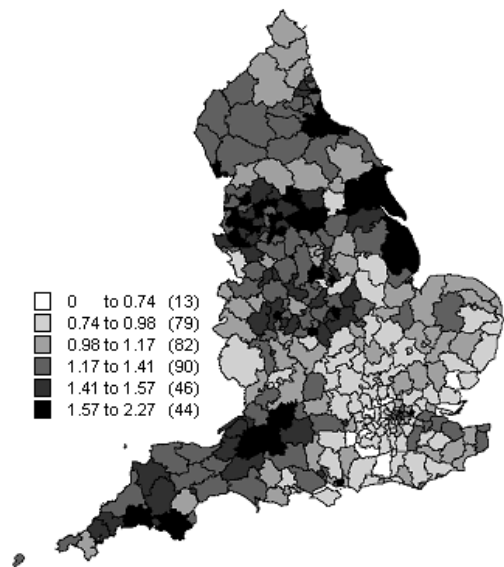 0 to 0.74 (13)
0.74 to 0.98 (79)
0.98 to 1.17 (82)
1.17 to 1.41 (90)
1.41 to 1.57 (46)
1.57 to 2.27 (44)